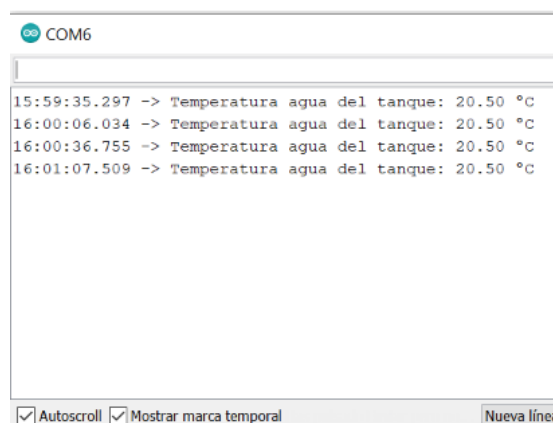 COM6
15:59:35.297 -> Temperatura agua del tanque: 20.50 °C
16:00:06.034 -> Temperatura agua del tanque: 20.50 °C
16:00:36.755 -> Temperatura agua del tanque: 20.50 °C
16:01:07.509 -> Temperatura agua del tanque: 20.50 °C
Autoscroll Mostrar marca temporal Nueva línea